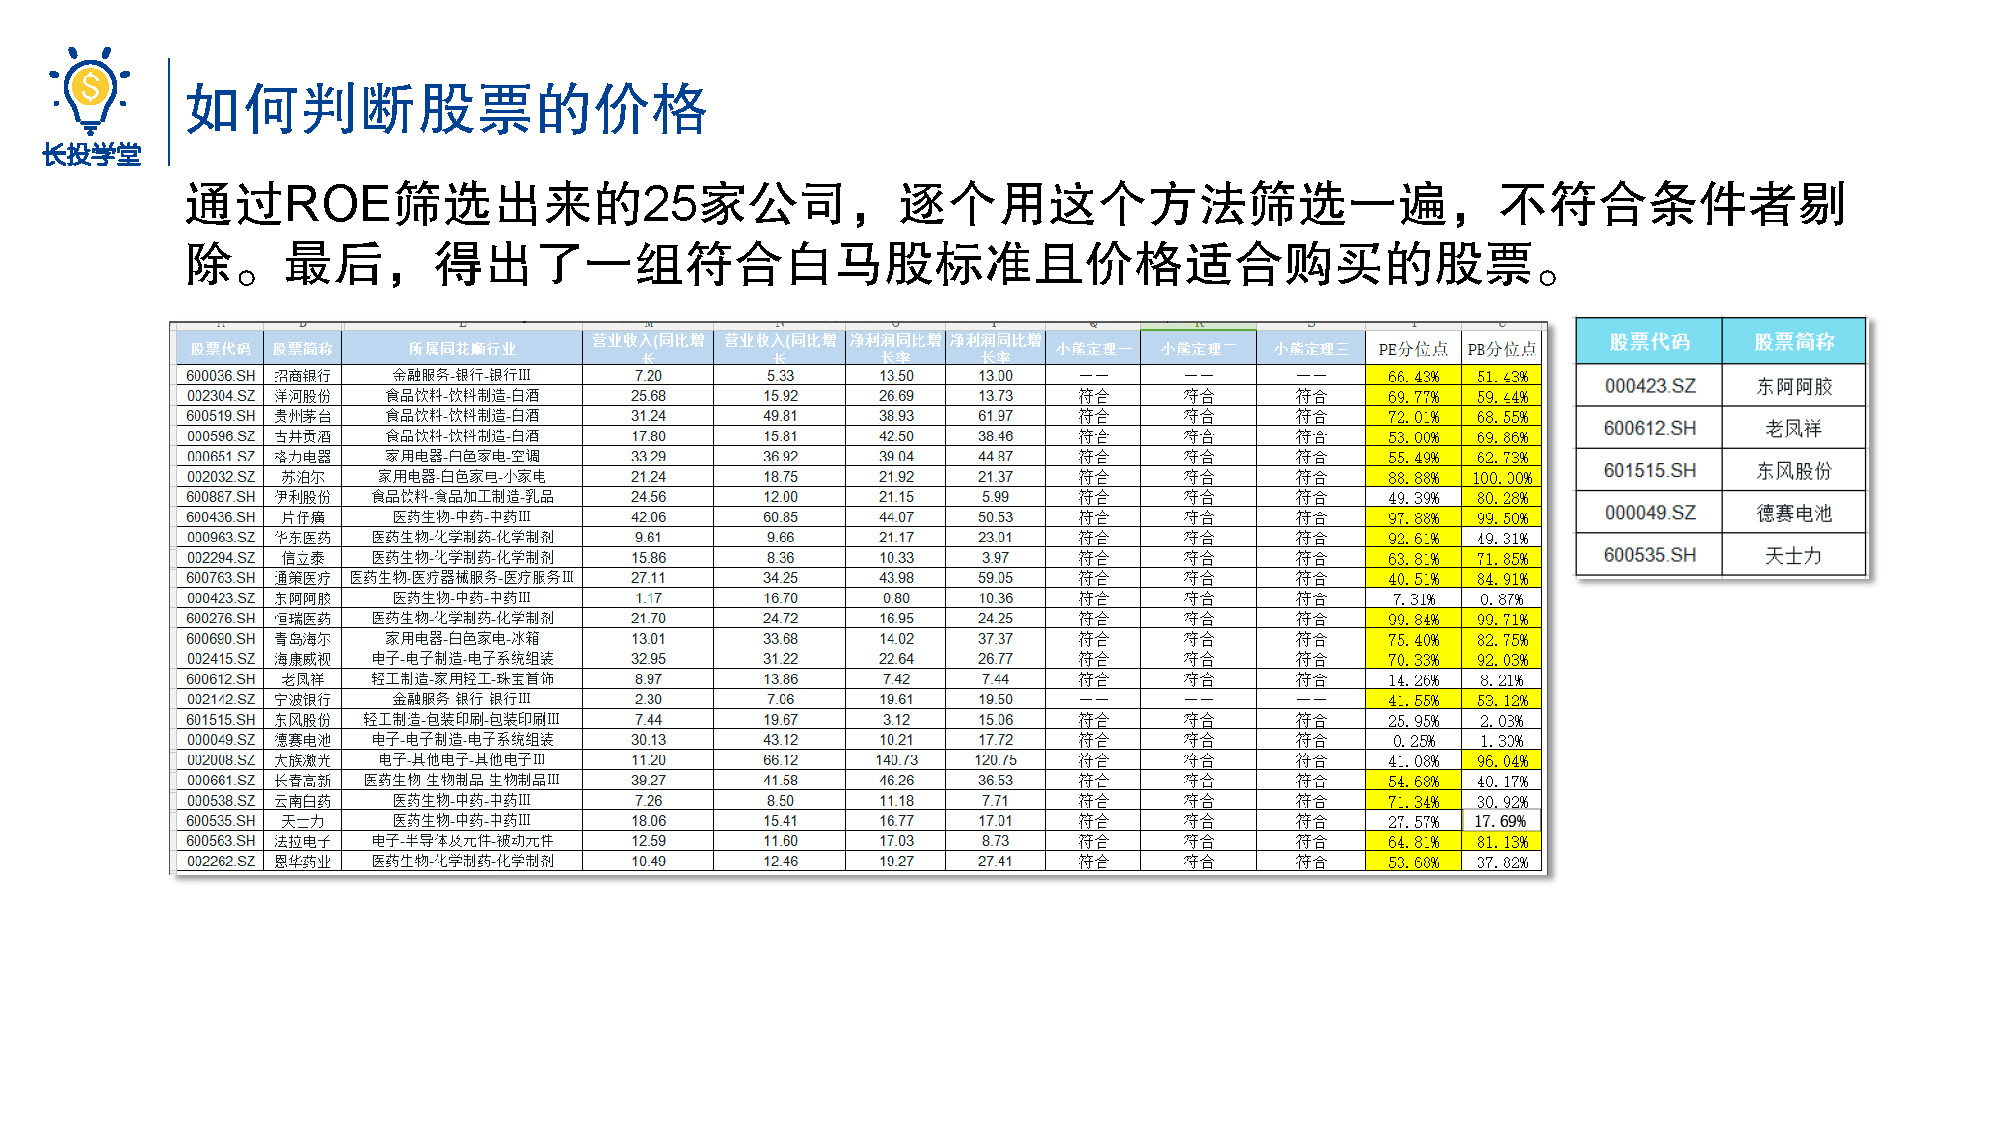 长投学堂
如何判断股票的价格
通过ROE筛选出来的25家公司，逐个用这个方法筛选一遍，不符合条件者剔
除。最后，得出了一组符合白马股标准且价格适合购买的股票。
股票代码 股票简称 所属同花顺行业 营业收入(同比增长 营业收入(同比增长 净利润同比增长率 净利润同比增长率 小熊定理一 小熊定理二 小熊定理三 PE分位点 PB分位点
600036.SH 招商银行 金融服务-银行-银行III 7.20 5.33 13.50 13.00 —— —— —— 66.43% 51.43%
002304.SZ 洋河股份 食品饮料-饮料制造-白酒 25.68 15.92 26.69 13.73 符合 符合 符合 69.77% 59.44%
600519.SH 贵州茅台 食品饮料-饮料制造-白酒 31.24 49.81 38.93 61.97 符合 符合 符合 72.01% 68.55%
000596.SZ 古井贡酒 食品饮料-饮料制造-白酒 17.80 15.81 42.50 38.46 符合 符合 符合 53.00% 69.86%
000651.SZ 格力电器 家用电器-白色家电-空调 33.29 36.92 39.04 44.87 符合 符合 符合 55.49% 62.73%
002032.SZ 苏泊尔 家用电器-白色家电-小家电 21.24 18.75 21.92 21.37 符合 符合 符合 88.88% 100.00%
600887.SH 伊利股份 食品饮料-食品加工制造-乳品 24.56 12.00 21.15 5.99 符合 符合 符合 49.39% 80.28%
600436.SH 片仔癀 医药生物-中药-中药III 42.06 60.85 44.07 50.53 符合 符合 符合 97.88% 99.50%
000963.SZ 华东医药 医药生物-化学制药-化学制剂 9.61 9.66 21.17 23.01 符合 符合 符合 92.61% 49.31%
002294.SZ 信立泰 医药生物-化学制药-化学制剂 15.86 8.36 10.33 3.97 符合 符合 符合 63.81% 71.85%
600763.SH 通策医疗 医药生物-医疗器械服务-医疗服务III 27.11 34.25 43.98 59.05 符合 符合 符合 40.51% 84.91%
000423.SZ 东阿阿胶 医药生物-中药-中药III 1.17 16.70 0.80 10.36 符合 符合 符合 7.31% 0.87%
600276.SH 恒瑞医药 医药生物-化学制药-化学制剂 21.70 24.72 16.95 24.25 符合 符合 符合 99.84% 99.71%
600690.SH 青岛海尔 家用电器-白色家电-冰箱 13.01 33.68 14.02 37.37 符合 符合 符合 75.40% 82.75%
002415.SZ 海康威视 电子-电子制造-电子系统组装 32.95 31.22 22.64 26.77 符合 符合 符合 70.33% 92.03%
600612.SH 老凤祥 轻工制造-家用轻工-珠宝首饰 8.97 13.86 7.42 7.44 符合 符合 符合 14.26% 8.21%
002142.SZ 宁波银行 金融服务-银行-银行III 2.30 7.06 19.61 19.50 —— —— —— 41.55% 53.12%
601515.SH 东风股份 轻工制造-包装印刷-包装印刷III 7.44 19.67 3.12 15.06 符合 符合 符合 25.95% 2.03%
000049.SZ 德赛电池 电子-电子制造-电子系统组装 30.13 43.12 10.21 17.72 符合 符合 符合 0.25% 1.30%
002008.SZ 大族激光 电子-其他电子-其他电子III 11.20 66.12 140.73 120.75 符合 符合 符合 41.08% 96.04%
000661.SZ 长春高新 医药生物-生物制品-生物制品III 39.27 41.58 46.26 36.53 符合 符合 符合 54.68% 40.17%
000538.SZ 云南白药 医药生物-中药-中药III 7.26 8.50 11.18 7.71 符合 符合 符合 71.34% 30.92%
600535.SH 天士力 医药生物-中药-中药III 18.06 15.41 16.77 17.01 符合 符合 符合 27.57% 17.69%
600563.SH 法拉电子 电子-半导体及元件-被动元件 12.59 11.60 17.03 8.73 符合 符合 符合 64.81% 81.13%
002262.SZ 恩华药业 医药生物-化学制药-化学制剂 10.49 12.46 19.27 27.41 符合 符合 符合 53.68% 37.82%
股票代码 股票简称
000423.SZ 东阿阿胶
600612.SH 老凤祥
601515.SH 东风股份
000049.SZ 德赛电池
600535.SH 天士力